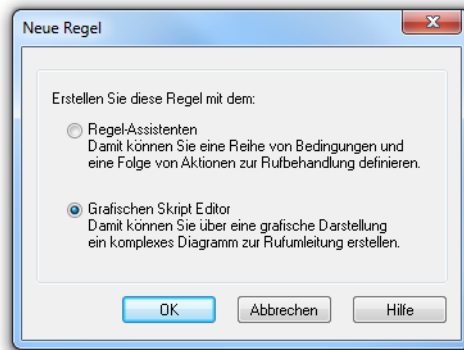 Neue Regel
Erstellen Sie diese Regel mit dem:
Regel-Assistenten
Damit können Sie eine Reihe von Bedingungen und
eine Folge von Aktionen zur Rufbehandlung definieren.
Grafischen Skript Editor
Damit können Sie über eine grafische Darstellung
ein komplexes Diagramm zur Rufumleitung erstellen.
OK Abbrechen Hilfe